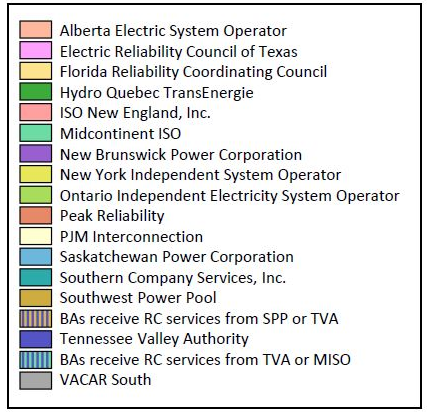 Alberta Electric System Operator
Electric Reliability Council of Texas
Florida Reliability Coordinating Council
Hydro Quebec TransEnergie
ISO New England, Inc.
Midcontinent ISO
New Brunswick Power Corporation
New York Independent System Operator
Ontario Independent Electricity System Operator
Peak Reliability
PJM Interconnection
Saskatchewan Power Corporation
Southern Company Services, Inc.
Southwest Power Pool
BAs receive RC services from SPP or TVA
Tennessee Valley Authority
BAs receive RC services from TVA or MISO
VACAR South